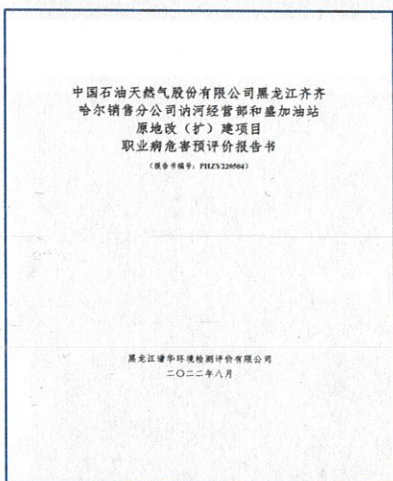 中国石油天然气股份有限公司黑龙江齐齐
哈尔销售分公司讷河经营部和盛加油站
原地改（扩）建项目
职业病危害预评价报告书
（报告书编号：PHZY220504）
黑龙江谱华环境检测评价有限公司
二〇二二年八月